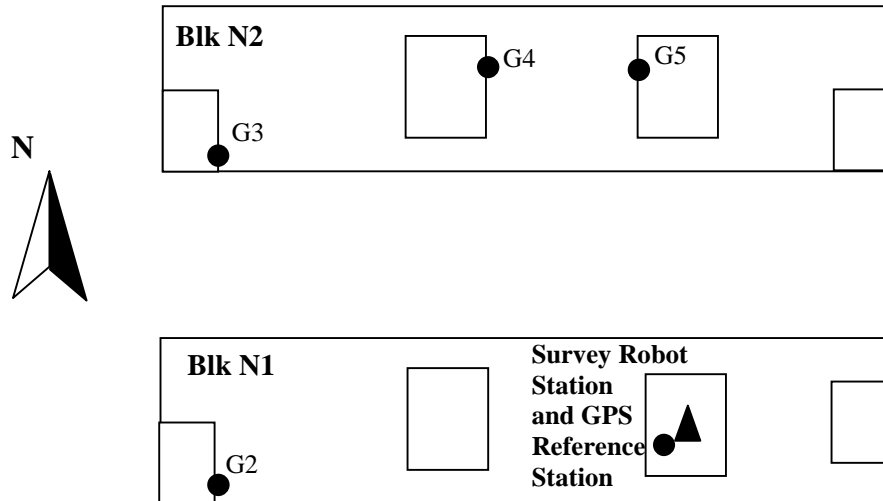 Blk N2
G4
G5
G3
N
Blk N1
Survey Robot
Station
and GPS
Reference
Station
G2